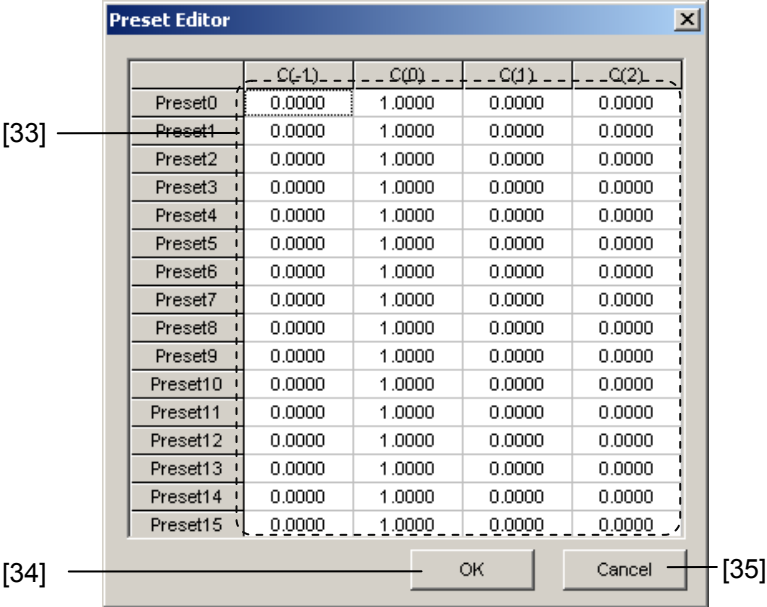 Preset Editor
C(-1) C(0) C(1) C(2)
Preset0 0.0000 1.0000 0.0000 0.0000
[33] Preset1 0.0000 1.0000 0.0000 0.0000
Preset2 0.0000 1.0000 0.0000 0.0000
Preset3 0.0000 1.0000 0.0000 0.0000
Preset4 0.0000 1.0000 0.0000 0.0000
Preset5 0.0000 1.0000 0.0000 0.0000
Preset6 0.0000 1.0000 0.0000 0.0000
Preset7 0.0000 1.0000 0.0000 0.0000
Preset8 0.0000 1.0000 0.0000 0.0000
Preset9 0.0000 1.0000 0.0000 0.0000
Preset10 0.0000 1.0000 0.0000 0.0000
Preset11 0.0000 1.0000 0.0000 0.0000
Preset12 0.0000 1.0000 0.0000 0.0000
Preset13 0.0000 1.0000 0.0000 0.0000
Preset14 0.0000 1.0000 0.0000 0.0000
Preset15 0.0000 1.0000 0.0000 0.0000
[34] OK Cancel [35]